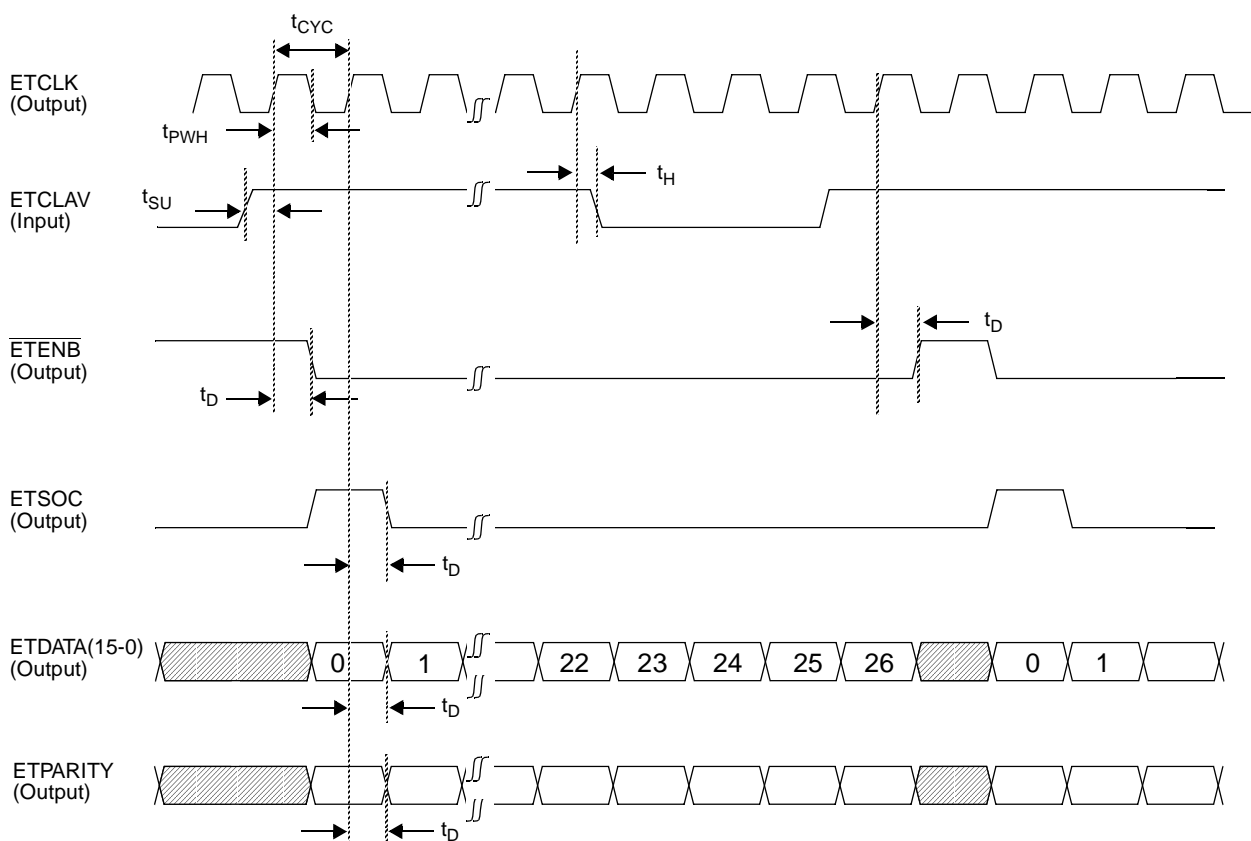 tCYC
ETCLK
(Output)
tPWH
tH
ETCLAV
(Input)
tSU
tD
ETENB
(Output)
tD
ETSOC
(Output)
tD
ETDATA(15-0)
(Output)
0 1 22 23 24 25 26 0 1
tD
ETPARITY
(Output)
tD